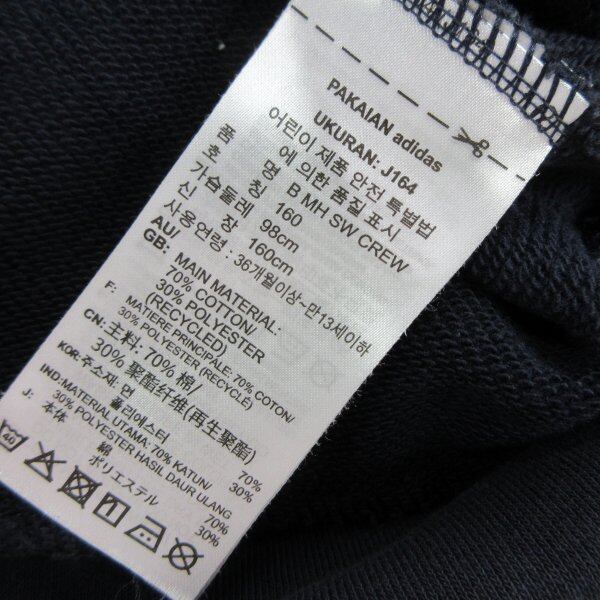 PAKAIAN adidas
UKURAN: J164
어린이 제품 안전 특별법
에 의한 품질 표시
품 명 B MH SW CREW
호 칭 160
가슴둘레 98cm
신 장 160cm
사용연령 : 36개월이상~만13세이하
AU/
GB: MAIN MATERIAL:
70% COTTON/
30% POLYESTER
(RECYCLED)
F: MATIERE PRINCIPALE: 70% COTON/
30% POLYESTER (RECYCLÉ)
CN: 主料: 70% 棉/
30% 聚酯纤维(再生聚酯)
KOR: 주소재: 면 70%
폴리에스터 30%
IND: MATERIAL UTAMA: 70% KATUN/
30% POLYESTER HASIL DAUR ULANG
J: 本体
綿 70%
ポリエステル 30%
40